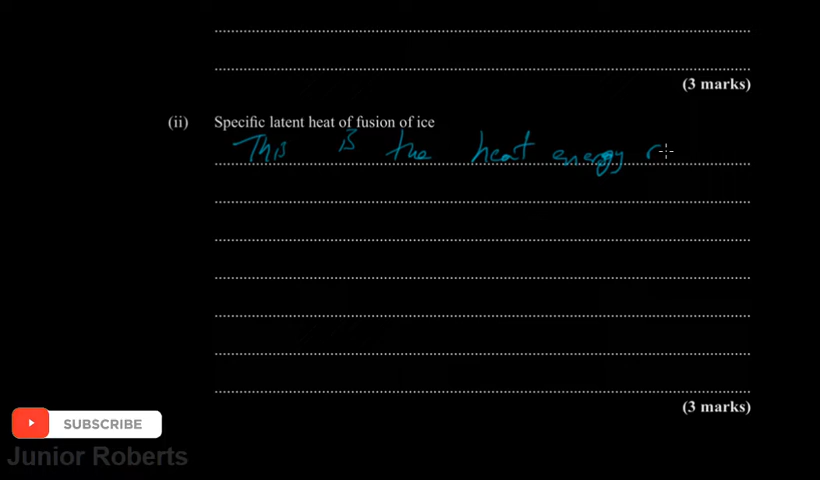 (3 marks)
(ii) Specific latent heat of fusion of ice
This is the heat energy r
(3 marks)
SUBSCRIBE
Junior Roberts